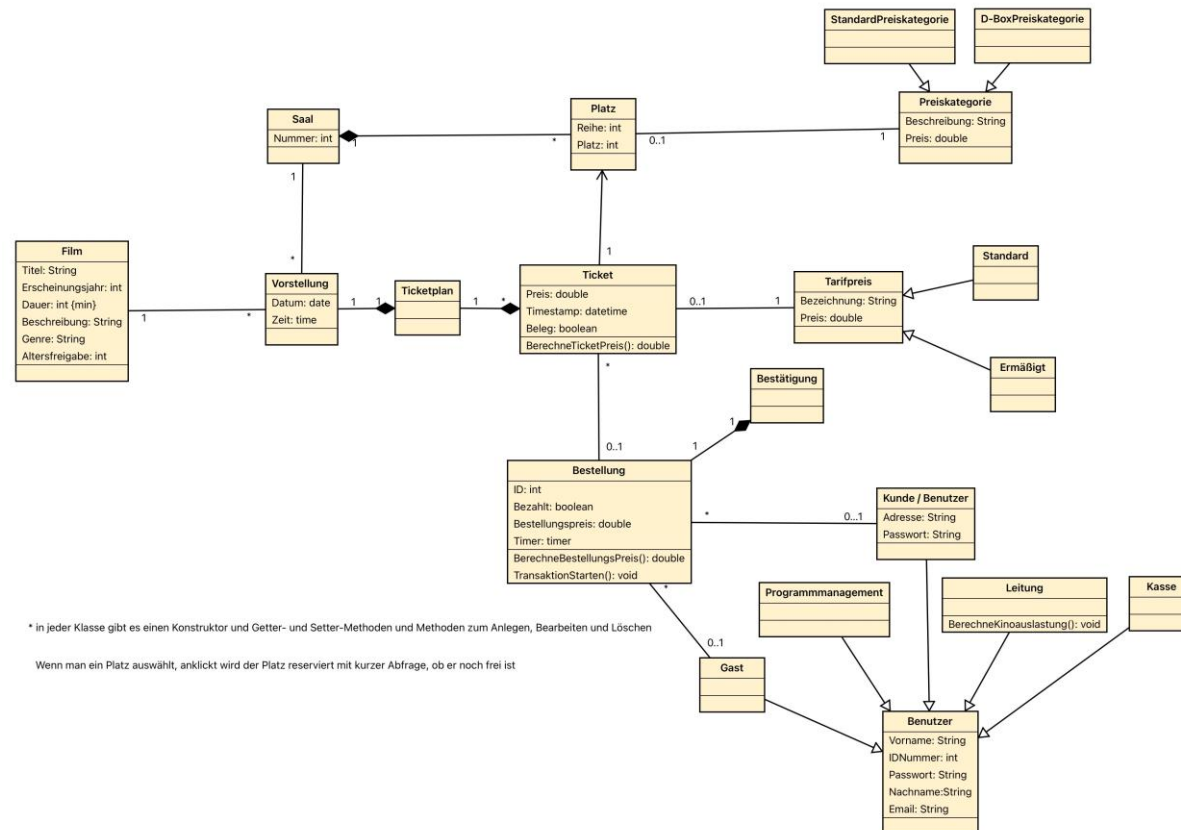 StandardPreiskategorie
D-BoxPreiskategorie
Preiskategorie
Beschreibung: String
Preis: double
Platz
Reihe: int
Platz: int
Saal
Nummer: int
1
*
0..1
1
1
*
1
Film
Titel: String
Erscheinungsjahr: int
Dauer: int {min}
Beschreibung: String
Genre: String
Altersfreigabe: int
1
*
Vorstellung
Datum: date
Zeit: time
1
1
Ticketplan
1
*
Ticket
Preis: double
Timestamp: datetime
Beleg: boolean
BerechneTicketPreis(): double
0..1
1
Tarifpreis
Bezeichnung: String
Preis: double
Standard
Ermäßigt
*
0..1
Bestätigung
1
1
Bestellung
ID: int
Bezahlt: boolean
Bestellungspreis: double
Timer: timer
BerechneBestellungsPreis(): double
TransaktionStarten(): void
*
0...1
Kunde / Benutzer
Adresse: String
Passwort: String
*
0..1
Programmmanagement
Leitung
BerechneKinoauslastung(): void
Kasse
* in jeder Klasse gibt es einen Konstruktor und Getter- und Setter-Methoden und Methoden zum Anlegen, Bearbeiten und Löschen
Wenn man ein Platz auswählt, anklickt wird der Platz reserviert mit kurzer Abfrage, ob er noch frei ist
Gast
Benutzer
Vorname: String
IDNummer: int
Passwort: String
Nachname:String
Email: String